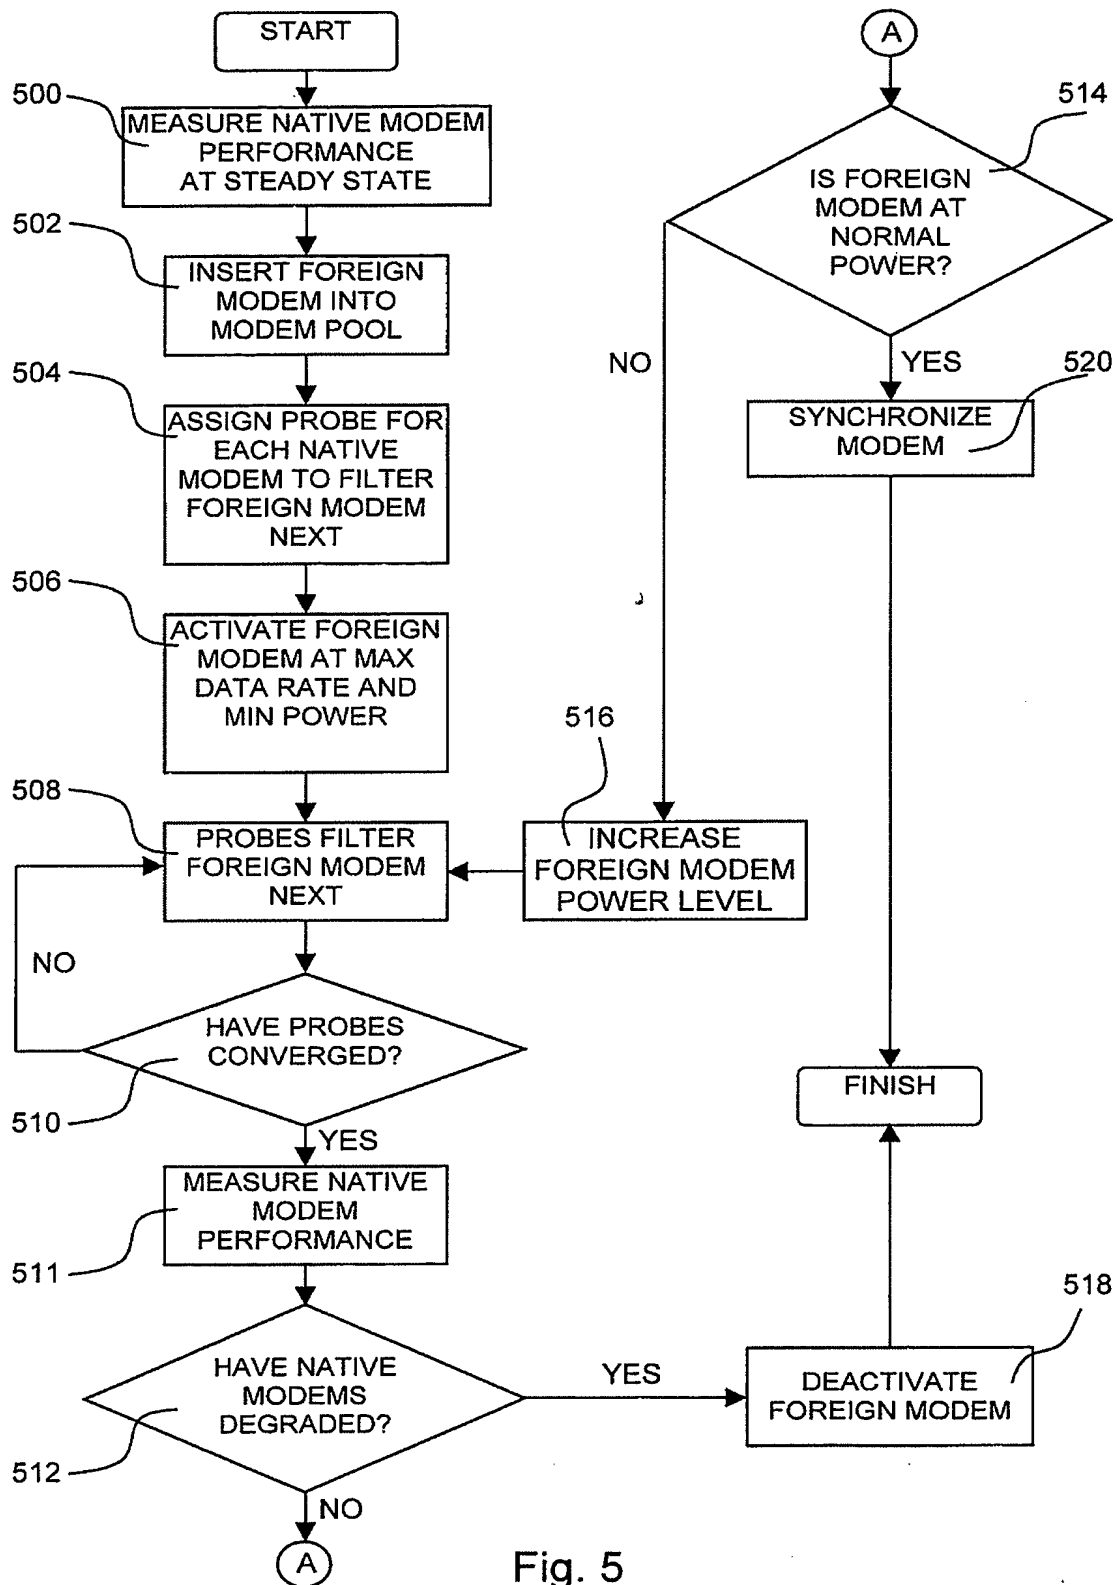 START
500
MEASURE NATIVE MODEM
PERFORMANCE
AT STEADY STATE
502
INSERT FOREIGN
MODEM INTO
MODEM POOL
504
ASSIGN PROBE FOR
EACH NATIVE
MODEM TO FILTER
FOREIGN MODEM
NEXT
506
ACTIVATE FOREIGN
MODEM AT MAX
DATA RATE AND
MIN POWER
508
PROBES FILTER
FOREIGN MODEM
NEXT
NO
HAVE PROBES
CONVERGED?
510
YES
MEASURE NATIVE
MODEM
PERFORMANCE
511
HAVE NATIVE
MODEMS
DEGRADED?
512
YES
NO
A
A
514
IS FOREIGN
MODEM AT
NORMAL
POWER?
NO
YES
520
SYNCHRONIZE
MODEM
516
INCREASE
FOREIGN MODEM
POWER LEVEL
FINISH
518
DEACTIVATE
FOREIGN MODEM
Fig. 5